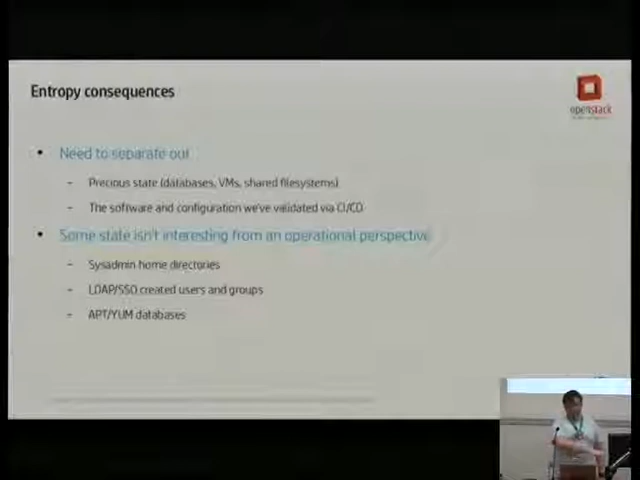 Entropy consequences
openstack
• Need to separate out
- Precious state (databases, VMs, shared filesystems)
- The software and configuration we've validated via CI/CD
• Some state isn't interesting from an operational perspective
- Sysadmin home directories
- LDAP/SSO created users and groups
- APT/YUM databases